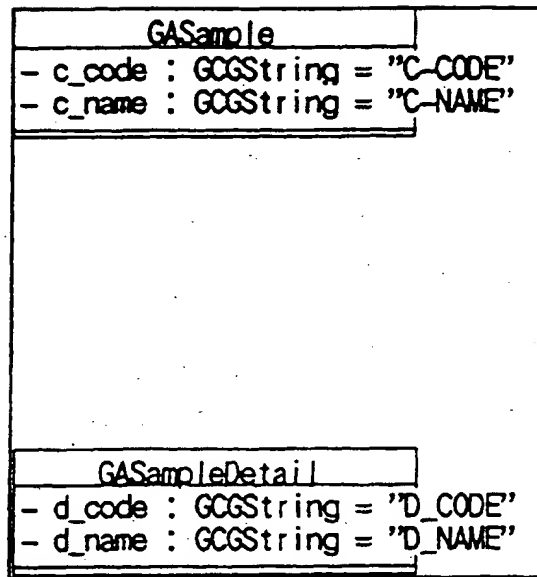 GASample
- c_code : GCGString = "C-CODE"
- c_name : GCGString = "C-NAME"
GASampleDetail
- d_code : GCGString = "D_CODE"
- d_name : GCGString = "D_NAME"